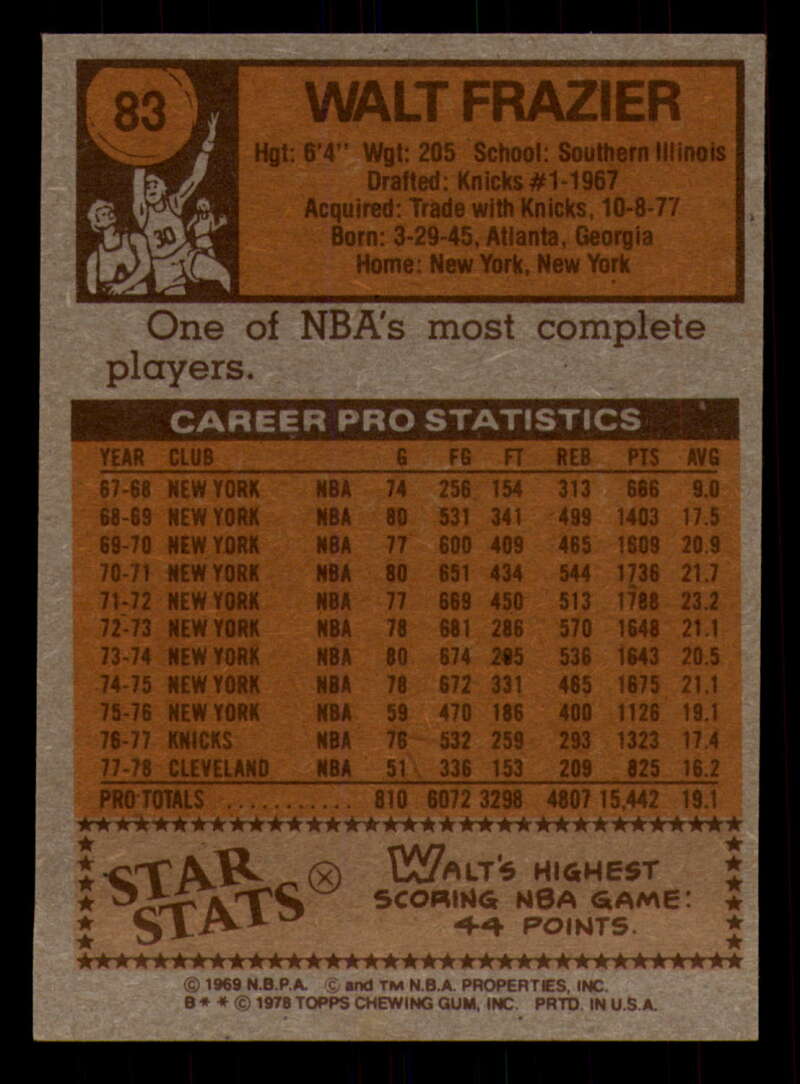 83
WALT FRAZIER
Hgt: 6'4" Wgt: 205 School: Southern Illinois
Drafted: Knicks #1-1967
Acquired: Trade with Knicks, 10-8-77
Born: 3-29-45, Atlanta, Georgia
Home: New York, New York
30
One of NBA's most complete
players.
CAREER PRO STATISTICS
YEAR CLUB G FG FT REB PTS AVG
67-68 NEW YORK NBA 74 256 154 313 666 9.0
68-69 NEW YORK NBA 80 531 341 499 1403 17.5
69-70 NEW YORK NBA 77 600 409 465 1609 20.9
70-71 NEW YORK NBA 80 651 434 544 1736 21.7
71-72 NEW YORK NBA 77 669 450 513 1788 23.2
72-73 NEW YORK NBA 78 681 286 570 1648 21.1
73-74 NEW YORK NBA 80 674 295 536 1643 20.5
74-75 NEW YORK NBA 78 672 331 465 1675 21.1
75-76 NEW YORK NBA 59 470 186 400 1126 19.1
76-77 KNICKS NBA 76 532 259 293 1323 17.4
77-78 CLEVELAND NBA 51 336 153 209 825 16.2
PRO TOTALS ........... 810 6072 3298 4807 15,442 19.1
STAR STATS
WALT'S HIGHEST
SCORING NBA GAME:
44 POINTS.
© 1969 N.B.P.A. © and TM N.B.A. PROPERTIES, INC.
B * * © 1978 TOPPS CHEWING GUM, INC. PRTD. IN U.S.A.